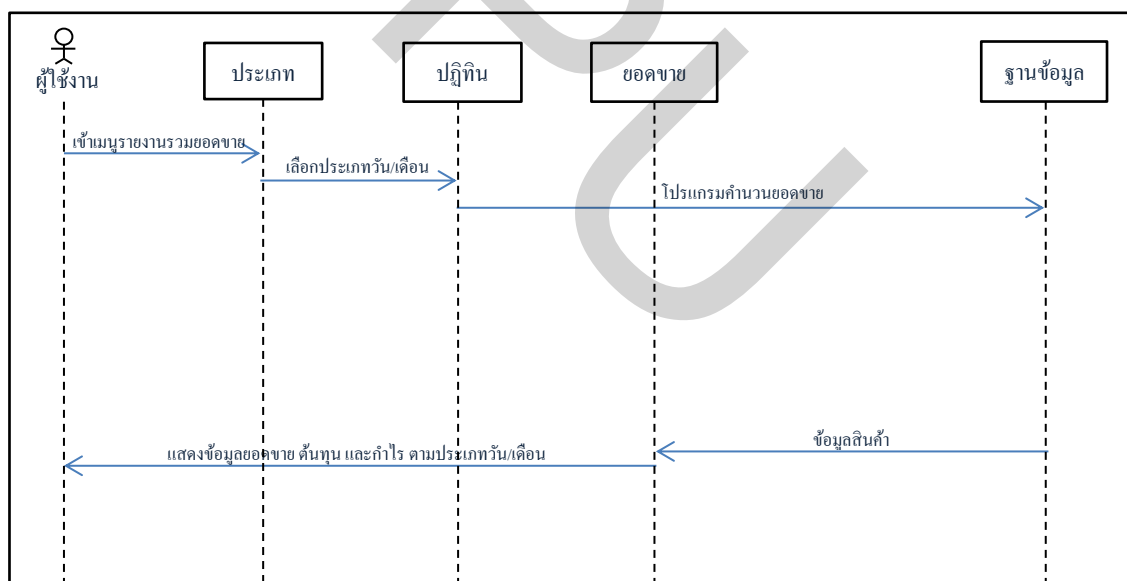 ผู้ใช้งาน
ประเภท
ปฏิทิน
ยอดขาย
ฐานข้อมูล
เข้าเมนูรายงานรวมยอดขาย
เลือกประเภทวัน/เดือน
โปรแกรมคำนวนยอดขาย
ข้อมูลสินค้า
แสดงข้อมูลยอดขาย ต้นทุน และกำไร ตามประเภทวัน/เดือน